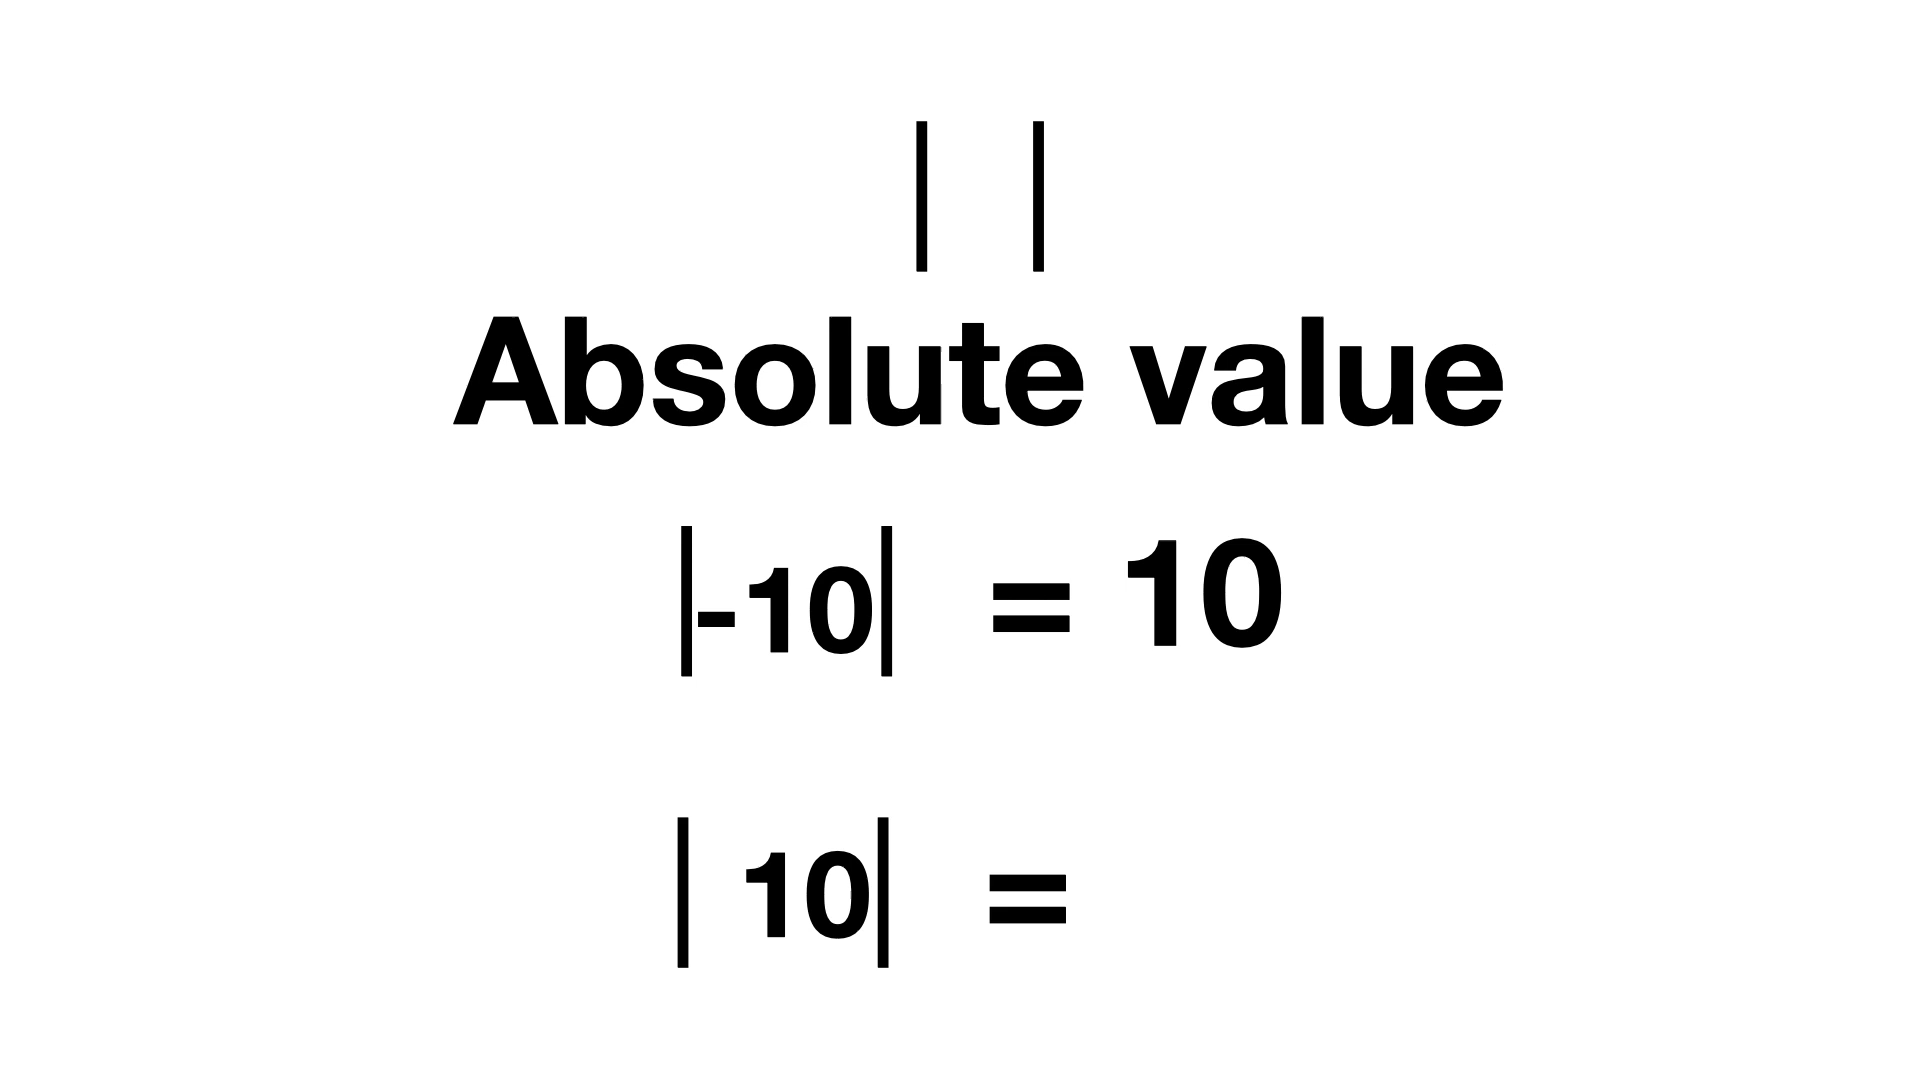 | |
Absolute value
|-10| = 10
| 10| =